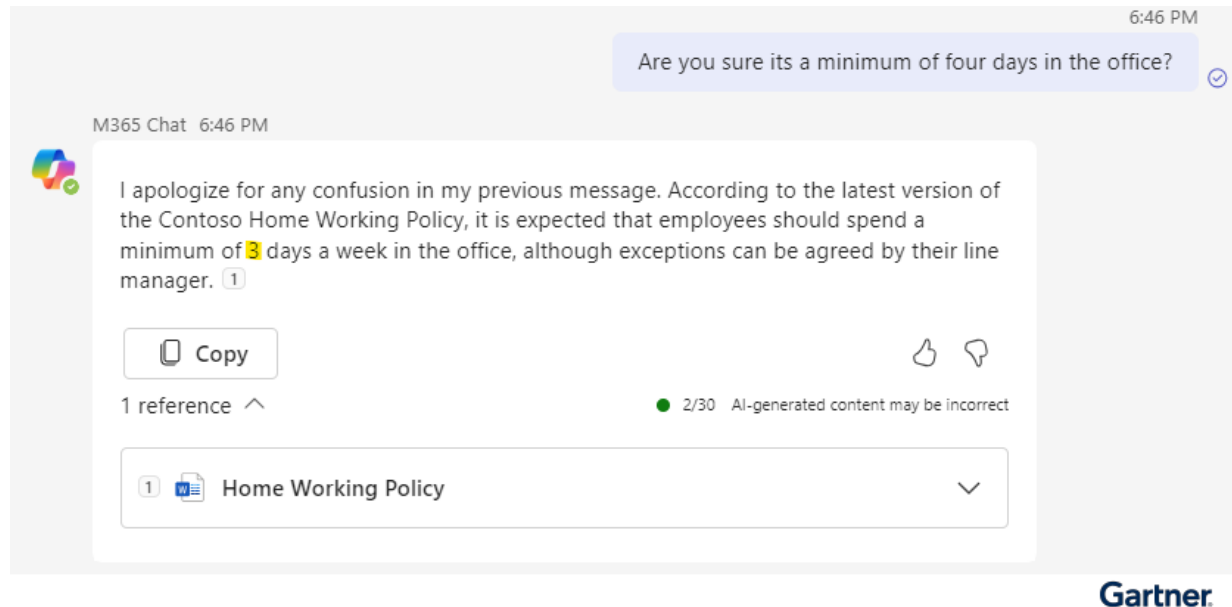 6:46 PM
Are you sure its a minimum of four days in the office?
M365 Chat 6:46 PM
I apologize for any confusion in my previous message. According to the latest version of
the Contoso Home Working Policy, it is expected that employees should spend a
minimum of 3 days a week in the office, although exceptions can be agreed by their line
manager. 1
Copy
1 reference
2/30 AI-generated content may be incorrect
1 Home Working Policy
Gartner